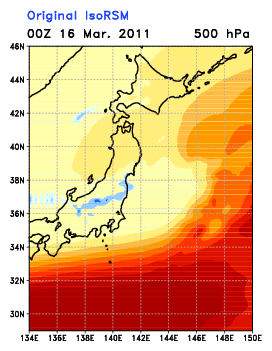 Original IsoRSM
00Z 16 Mar. 2011 500 hPa
46N
44N
42N
40N
38N
36N
34N
32N
30N
134E 136E 138E 140E 142E 144E 146E 148E 150E